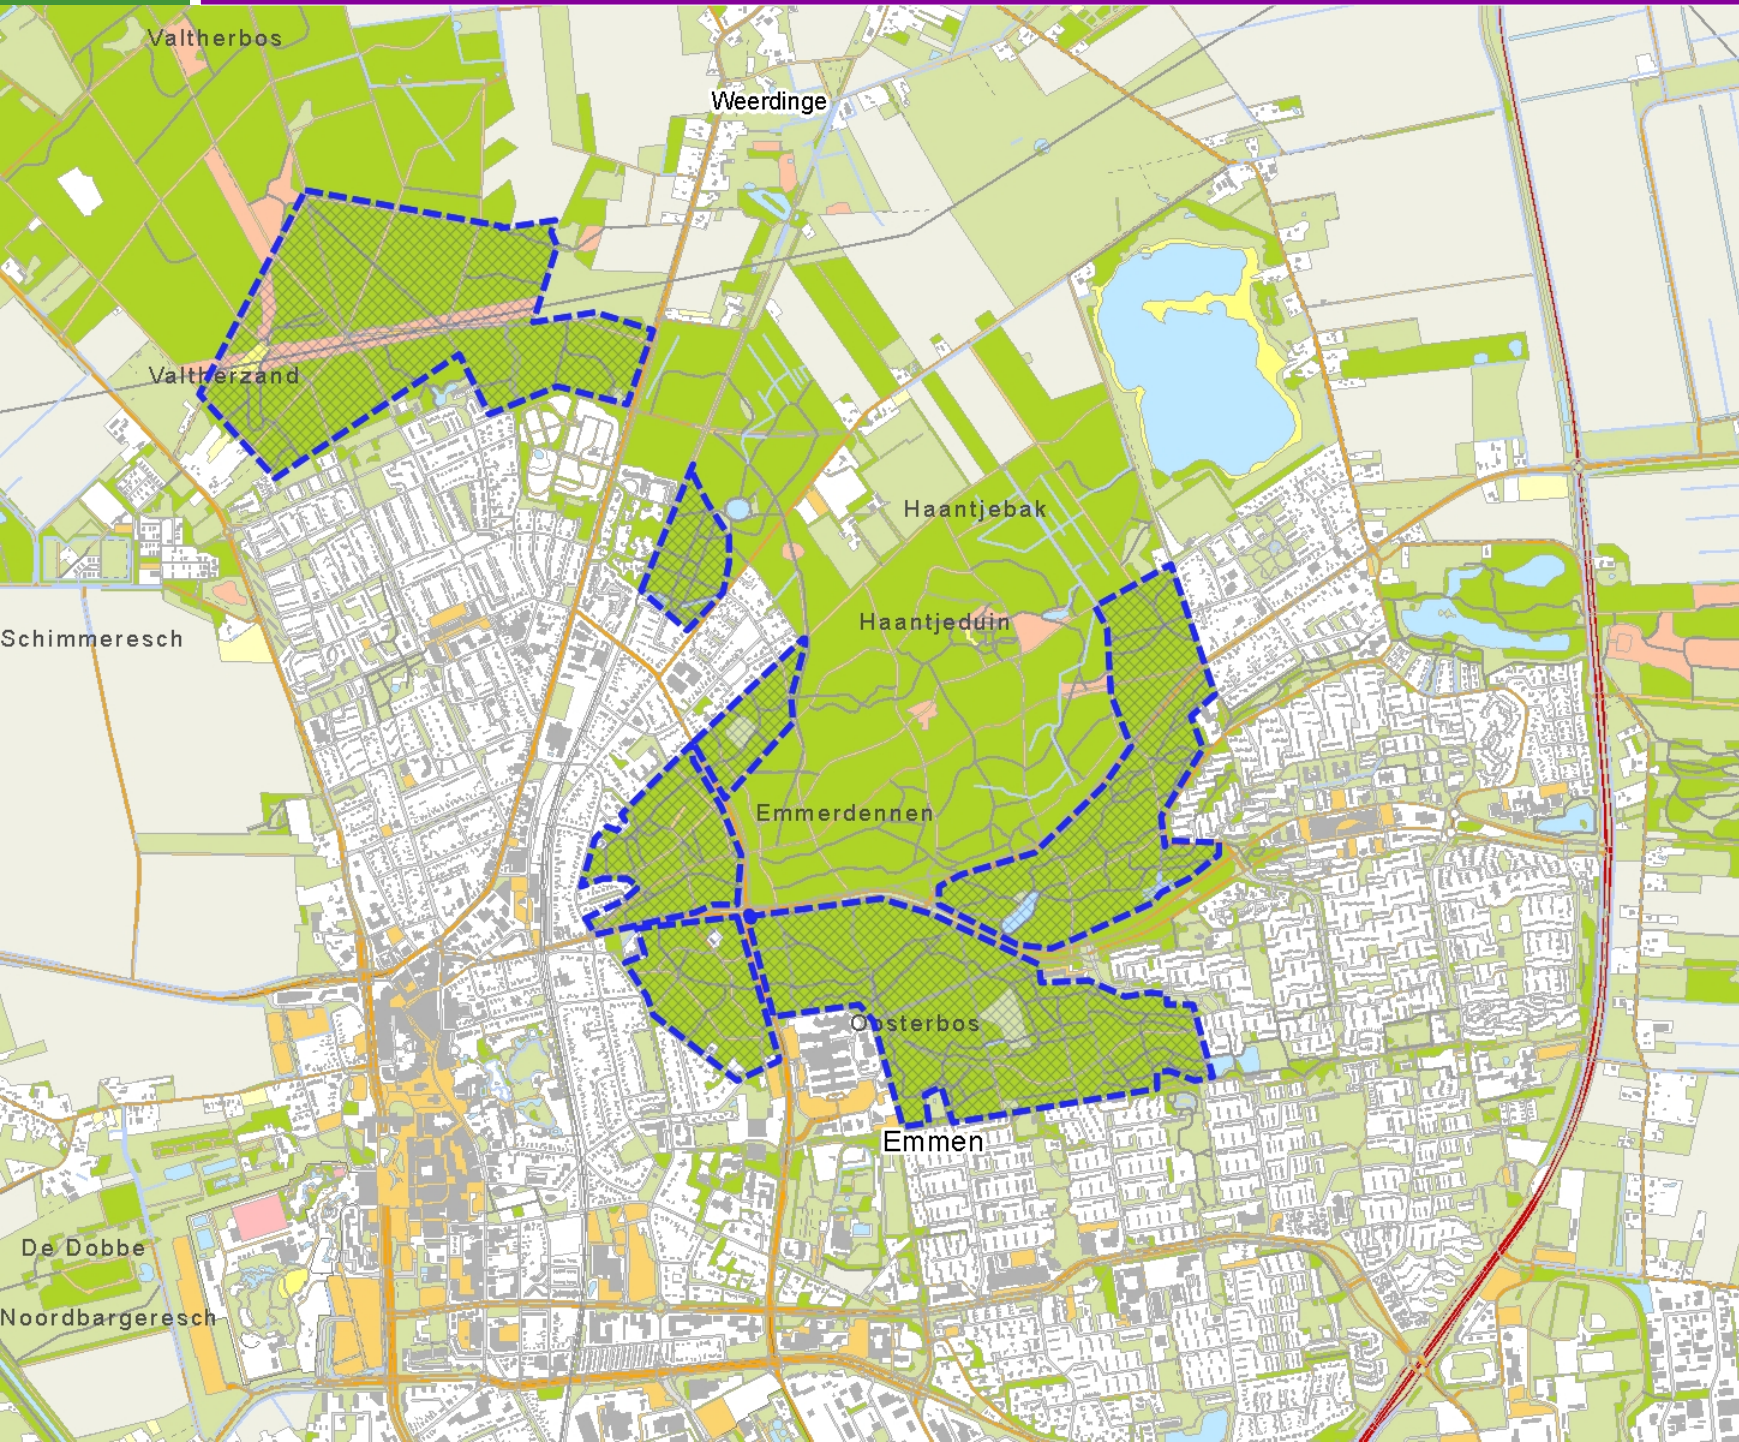 Valtherbos
Weerdinge
Valtherzand
Haantjebak
Haantjeduin
Schimmeresch
Emmerdennen
Oosterbos
Emmen
De Dobbe
Noordbargeresch